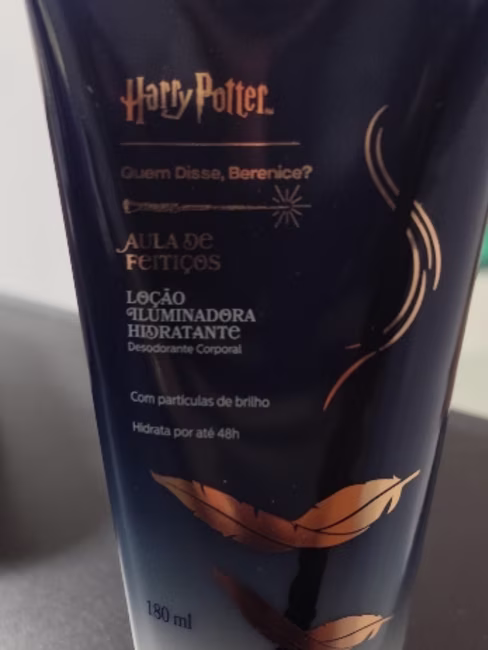 Harry Potter™
Quem Disse, Berenice?
AULA DE
FEITIÇOS
LOÇÃO
ILUMINADORA
HIDRATANTE
Desodorante Corporal
Com partículas de brilho
Hidrata por até 48h
180 ml